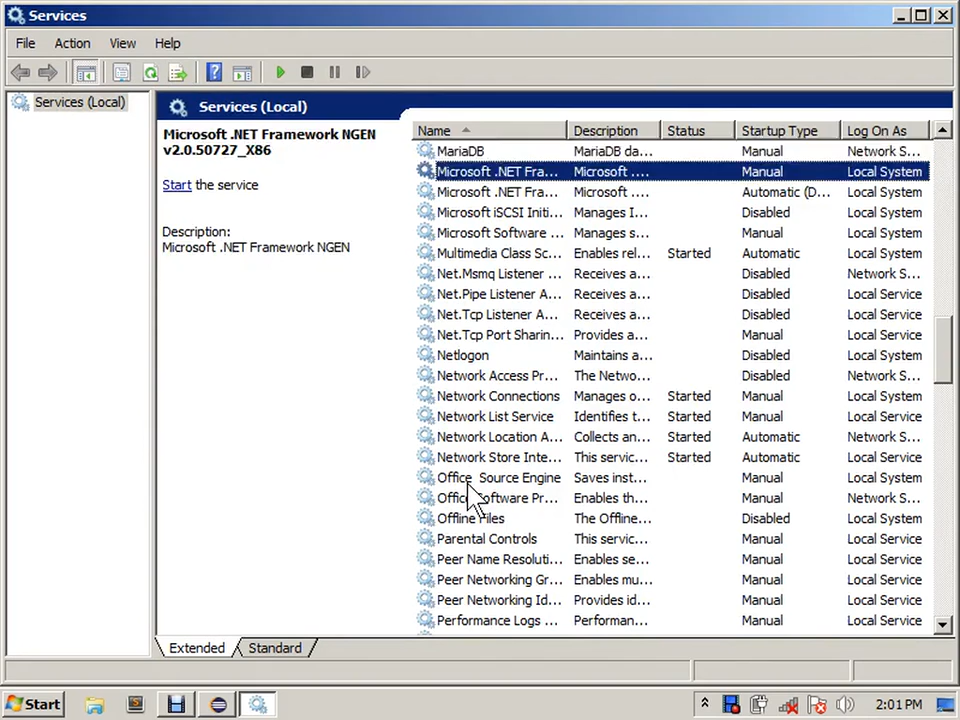 Services
File Action View Help
Services (Local)
Services (Local)
Microsoft .NET Framework NGEN
v2.0.50727_X86
Start the service
Description:
Microsoft .NET Framework NGEN
Name Description Status Startup Type Log On As
MariaDB MariaDB da... Manual Network S...
Microsoft .NET Fra... Microsoft .... Manual Local System
Microsoft .NET Fra... Microsoft .... Automatic (D... Local System
Microsoft iSCSI Initi... Manages I... Disabled Local System
Microsoft Software ... Manages s... Manual Local System
Multimedia Class Sc... Enables rel... Started Automatic Local System
Net.Msmq Listener ... Receives a... Disabled Network S...
Net.Pipe Listener A... Receives a... Disabled Local Service
Net.Tcp Listener A... Receives a... Disabled Local Service
Net.Tcp Port Sharin... Provides a... Manual Local Service
Netlogon Maintains a... Disabled Local System
Network Access Pr... The Netwo... Disabled Network S...
Network Connections Manages o... Started Manual Local System
Network List Service Identifies t... Started Manual Local Service
Network Location A... Collects an... Started Automatic Network S...
Network Store Inte... This servic... Started Automatic Local Service
Office Source Engine Saves inst... Manual Local System
Office Software Pr... Enables th... Manual Network S...
Offline Files The Offline... Disabled Local System
Parental Controls This servic... Manual Local Service
Peer Name Resoluti... Enables se... Manual Local Service
Peer Networking Gr... Enables mu... Manual Local Service
Peer Networking Id... Provides id... Manual Local Service
Performance Logs ... Performan... Manual Local Service
Extended Standard
Start 2:01 PM